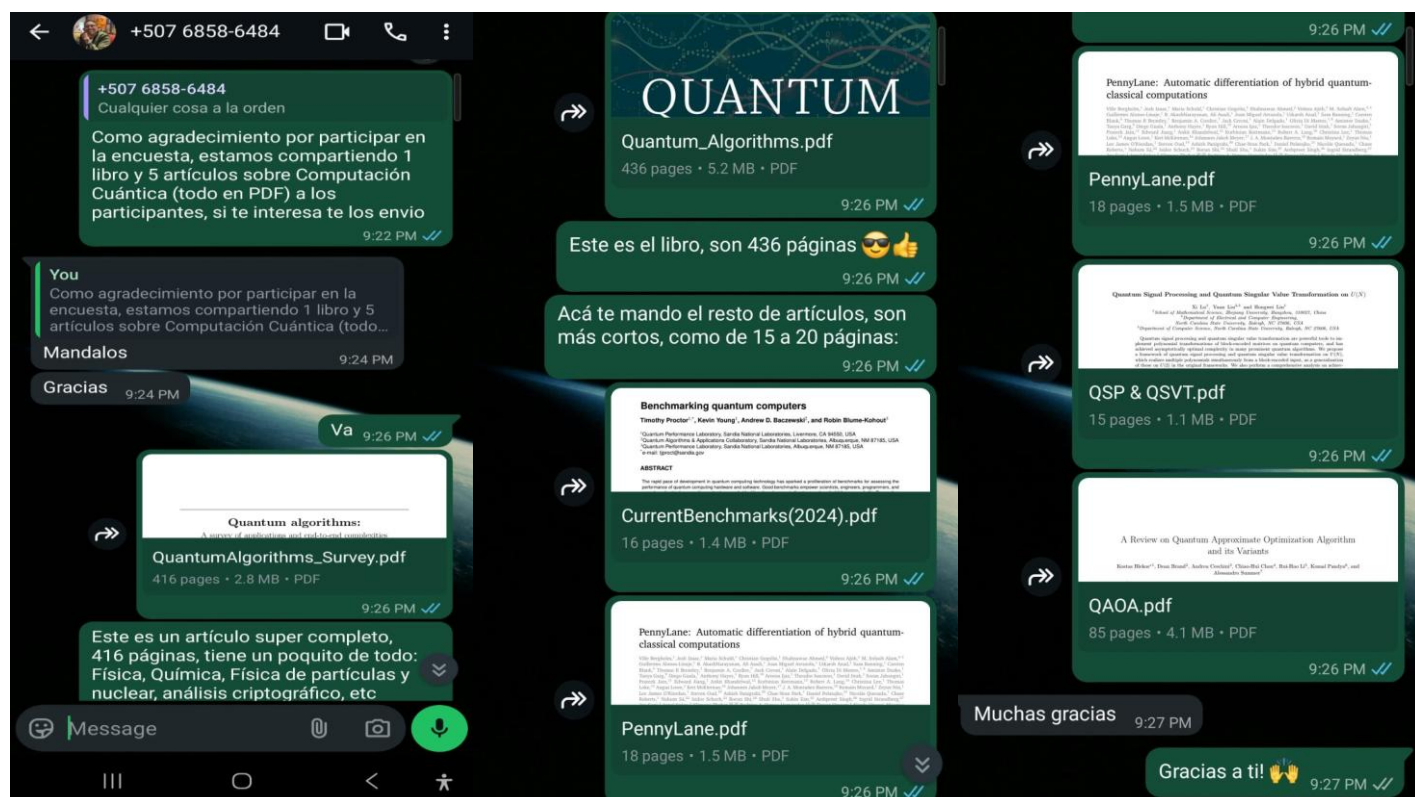 +507 6858-6484
+507 6858-6484
Cualquier cosa a la orden
Como agradecimiento por participar en
la encuesta, estamos compartiendo 1
libro y 5 artículos sobre Computación
Cuántica (todo en PDF) a los
participantes, si te interesa te los envio
9:22 PM
You
Como agradecimiento por participar en la
encuesta, estamos compartiendo 1 libro y 5
artículos sobre Computación Cuántica (todo...
Mandalos
9:24 PM
Gracias 9:24 PM
Va 9:26 PM
Quantum algorithms:
A survey of applications and end-to-end complexities
QuantumAlgorithms_Survey.pdf
416 pages • 2.8 MB • PDF
9:26 PM
Este es un artículo super completo,
416 páginas, tiene un poquito de todo:
Física, Química, Física de partículas y
nuclear, análisis criptográfico, etc
Message
QUANTUM
Quantum_Algorithms.pdf
436 pages • 5.2 MB • PDF
9:26 PM
Este es el libro, son 436 páginas 😎👍
9:26 PM
Acá te mando el resto de artículos, son
más cortos, como de 15 a 20 páginas:
9:26 PM
Benchmarking quantum computers
Timothy Proctor, Kevin Young, Andrew D. Baczewski, and Robin Blume-Kohout
ABSTRACT
CurrentBenchmarks(2024).pdf
16 pages • 1.4 MB • PDF
9:26 PM
PennyLane: Automatic differentiation of hybrid quantum-
classical computations
PennyLane.pdf
18 pages • 1.5 MB • PDF
9:26 PM
9:26 PM
PennyLane: Automatic differentiation of hybrid quantum-
classical computations
PennyLane.pdf
18 pages • 1.5 MB • PDF
9:26 PM
Quantum Signal Processing and Quantum Singular Value Transformation on U(N)
QSP & QSVT.pdf
15 pages • 1.1 MB • PDF
9:26 PM
A Review on Quantum Approximate Optimization Algorithm
and its Variants
QAOA.pdf
85 pages • 4.1 MB • PDF
9:26 PM
Muchas gracias 9:27 PM
Gracias a ti! 🙌 9:27 PM